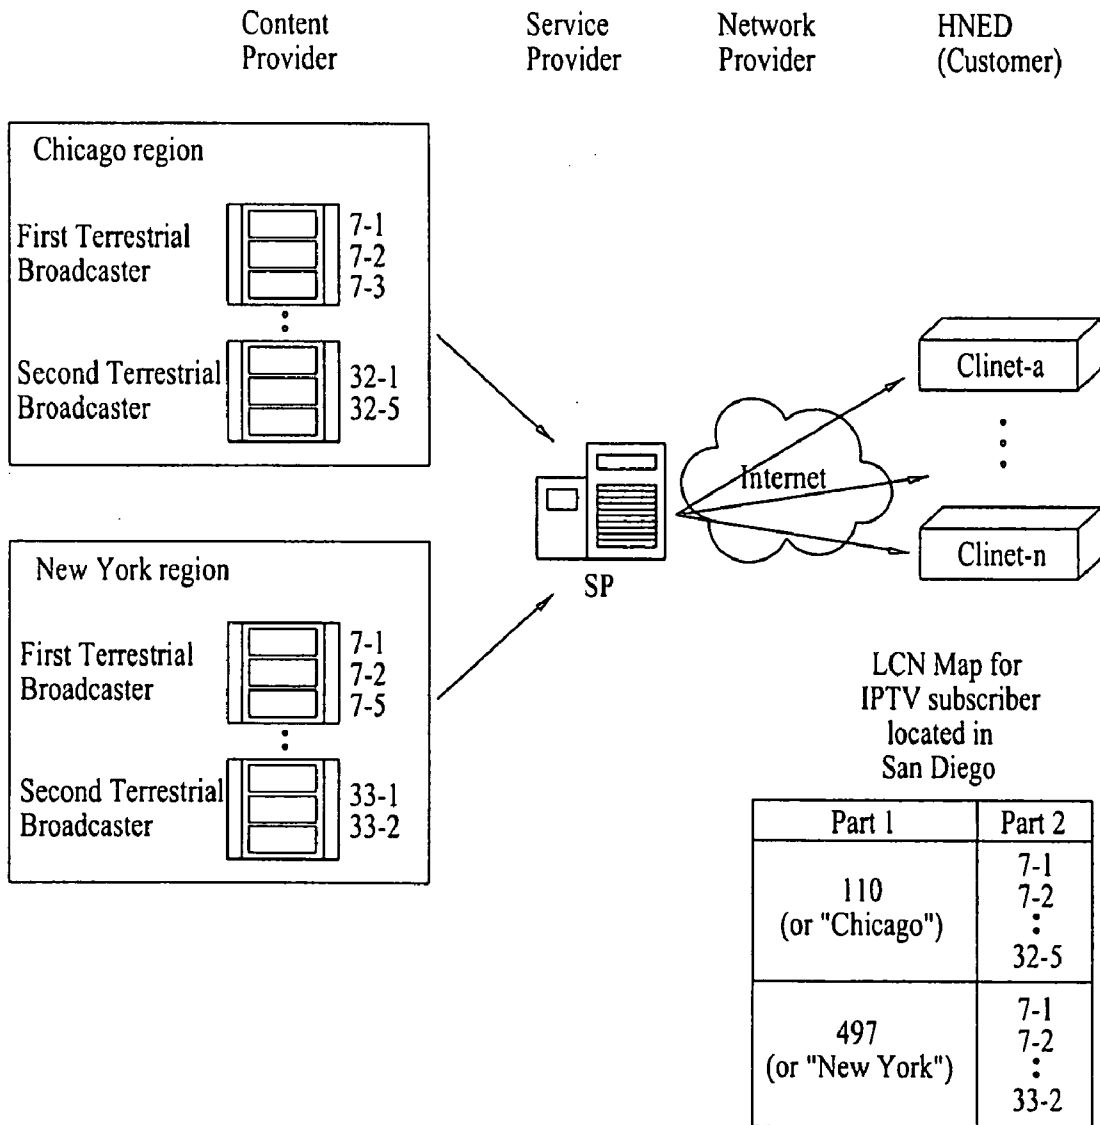 Content
Provider
Service
Provider
Network
Provider
HNED
(Customer)
Chicago region
First Terrestrial
Broadcaster
7-1
7-2
7-3
Second Terrestrial
Broadcaster
32-1
32-5
New York region
First Terrestrial
Broadcaster
7-1
7-2
7-5
Second Terrestrial
Broadcaster
33-1
33-2
SP
Internet
Clinet-a
Clinet-n
LCN Map for
IPTV subscriber
located in
San Diego
Part 1
Part 2
110
(or "Chicago")
7-1
7-2
32-5
497
(or "New York")
7-1
7-2
33-2